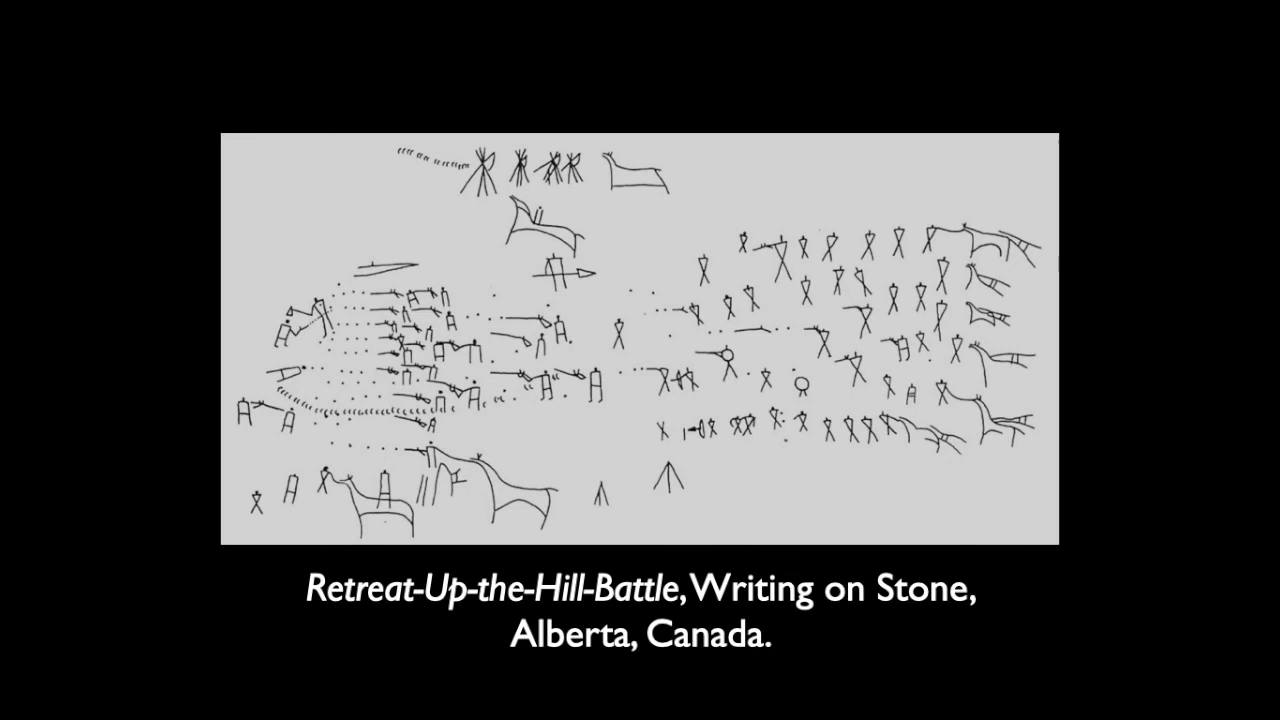 Retreat-Up-the-Hill-Battle, Writing on Stone,
Alberta, Canada.